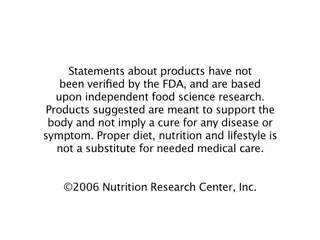 Statements about products have not
been verified by the FDA, and are based
upon independent food science research.
Products suggested are meant to support the
body and not imply a cure for any disease or
symptom. Proper diet, nutrition and lifestyle is
not a substitute for needed medical care.
©2006 Nutrition Research Center, Inc.